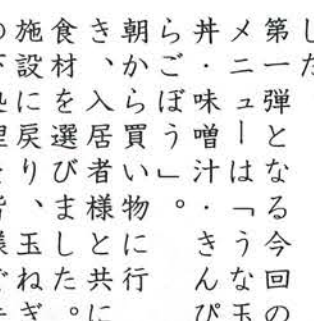 した
第一弾となる今回の
メニューは「うな玉
丼・味噌汁・きんぴ
らごぼう」。
朝から買い物に行
き、入居者様と共に
食材を選びました。
施設に戻り、玉ねぎ